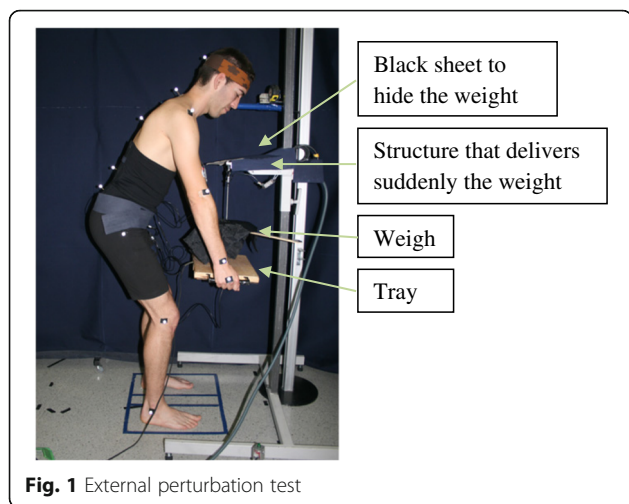 Black sheet to
hide the weight
Structure that delivers
suddenly the weight
Weigh
Tray
Fig. 1 External perturbation test